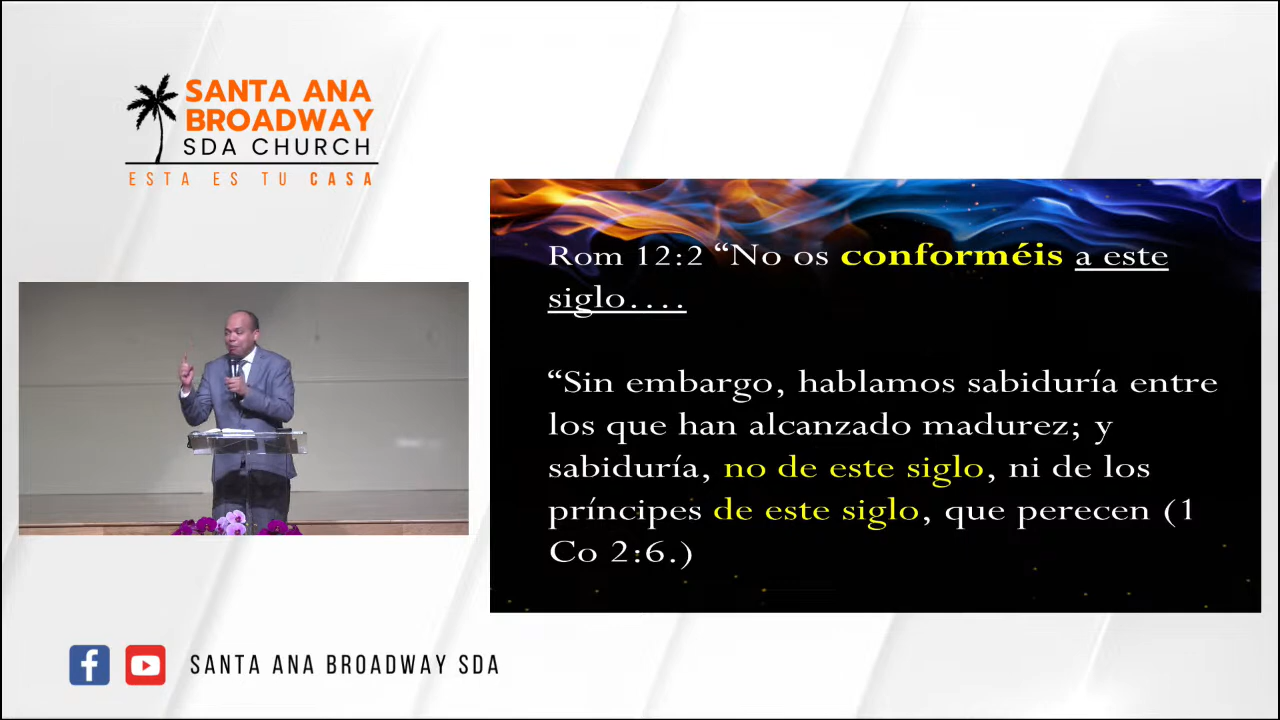 SANTA ANA
BROADWAY
SDA CHURCH
ESTA ES TU CASA
Rom 12:2 “No os conforméis a este
siglo….
“Sin embargo, hablamos sabiduría entre
los que han alcanzado madurez; y
sabiduría, no de este siglo, ni de los
príncipes de este siglo, que perecen (1
Co 2:6.)
SANTA ANA BROADWAY SDA